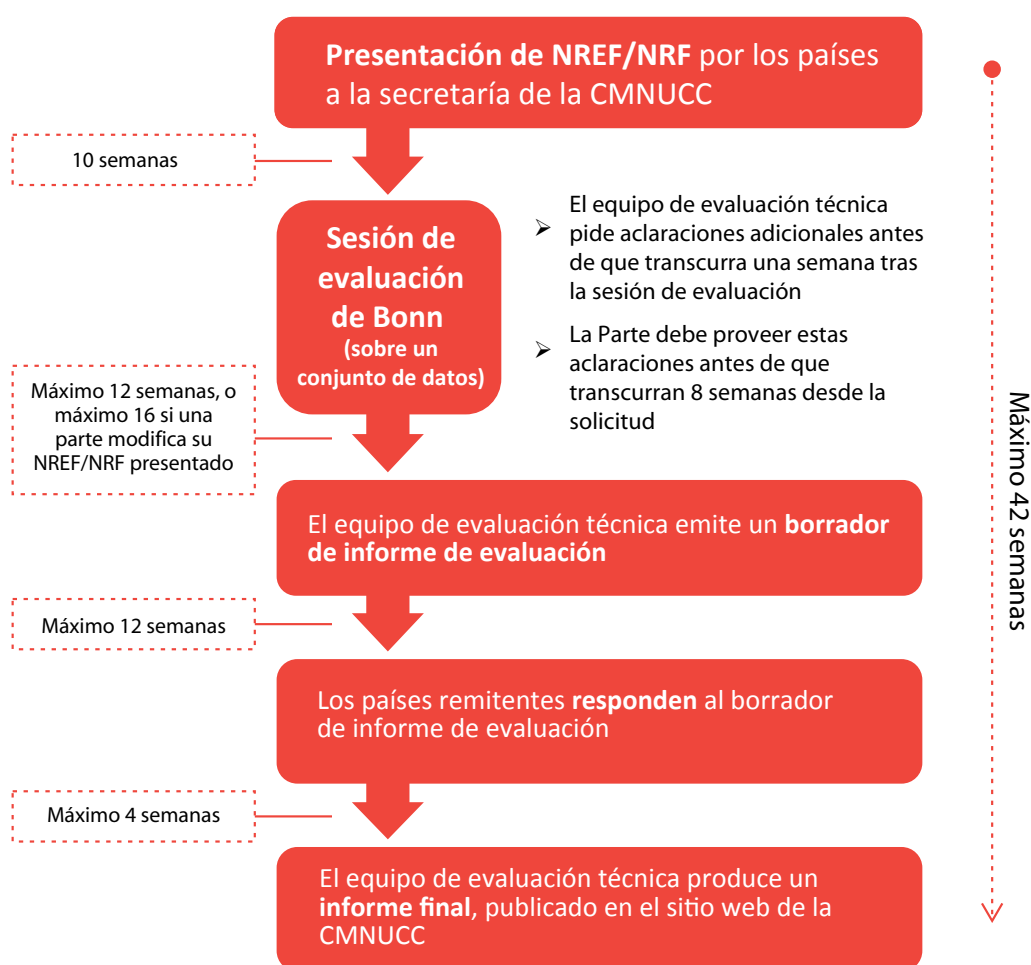 Presentación de NREF/NRF por los países
a la secretaría de la CMNUCC
10 semanas
Sesión de
evaluación
de Bonn
(sobre un
conjunto de datos)
➢ El equipo de evaluación técnica
pide aclaraciones adicionales antes
de que transcurra una semana tras
la sesión de evaluación
➢ La Parte debe proveer estas
aclaraciones antes de que
transcurran 8 semanas desde la
solicitud
Máximo 12 semanas, o
máximo 16 si una
parte modifica su
NREF/NRF presentado
El equipo de evaluación técnica emite un borrador
de informe de evaluación
Máximo 12 semanas
Los países remitentes responden al borrador
de informe de evaluación
Máximo 4 semanas
El equipo de evaluación técnica produce un
informe final, publicado en el sitio web de la
CMNUCC
Máximo 42 semanas